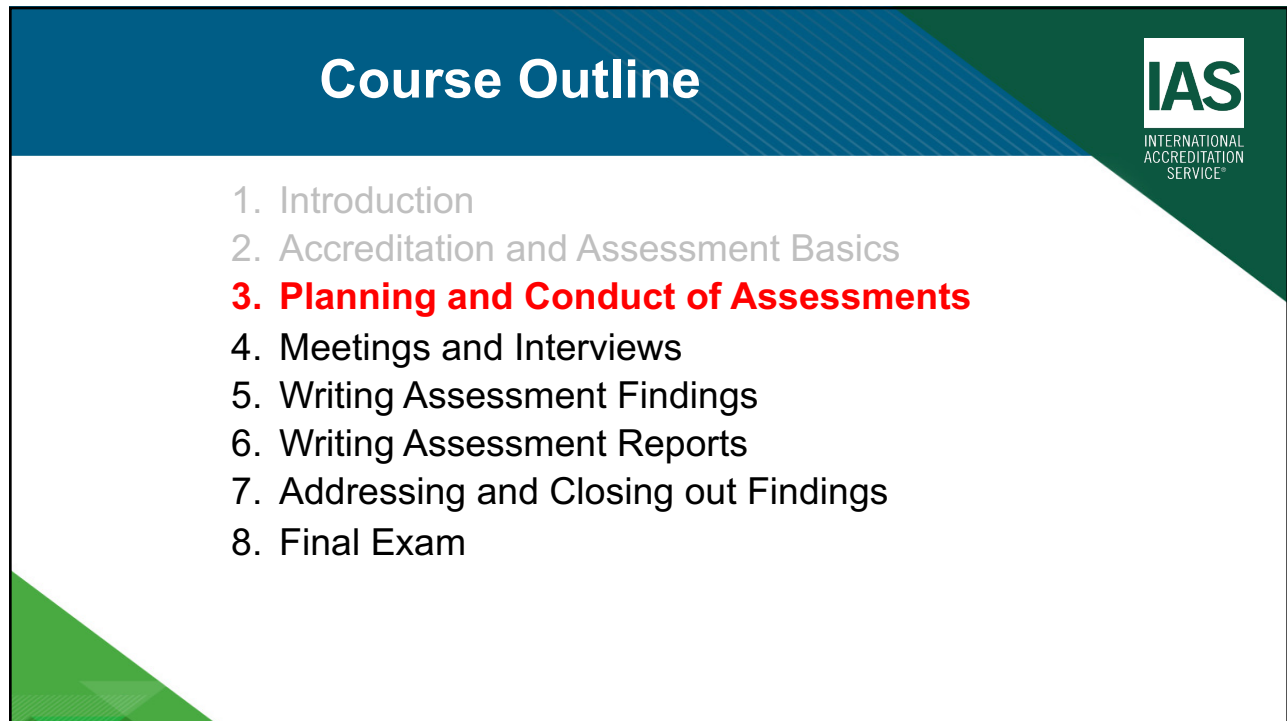 Course Outline
IAS
INTERNATIONAL
ACCREDITATION
SERVICE®
1. Introduction
2. Accreditation and Assessment Basics
3. Planning and Conduct of Assessments
4. Meetings and Interviews
5. Writing Assessment Findings
6. Writing Assessment Reports
7. Addressing and Closing out Findings
8. Final Exam